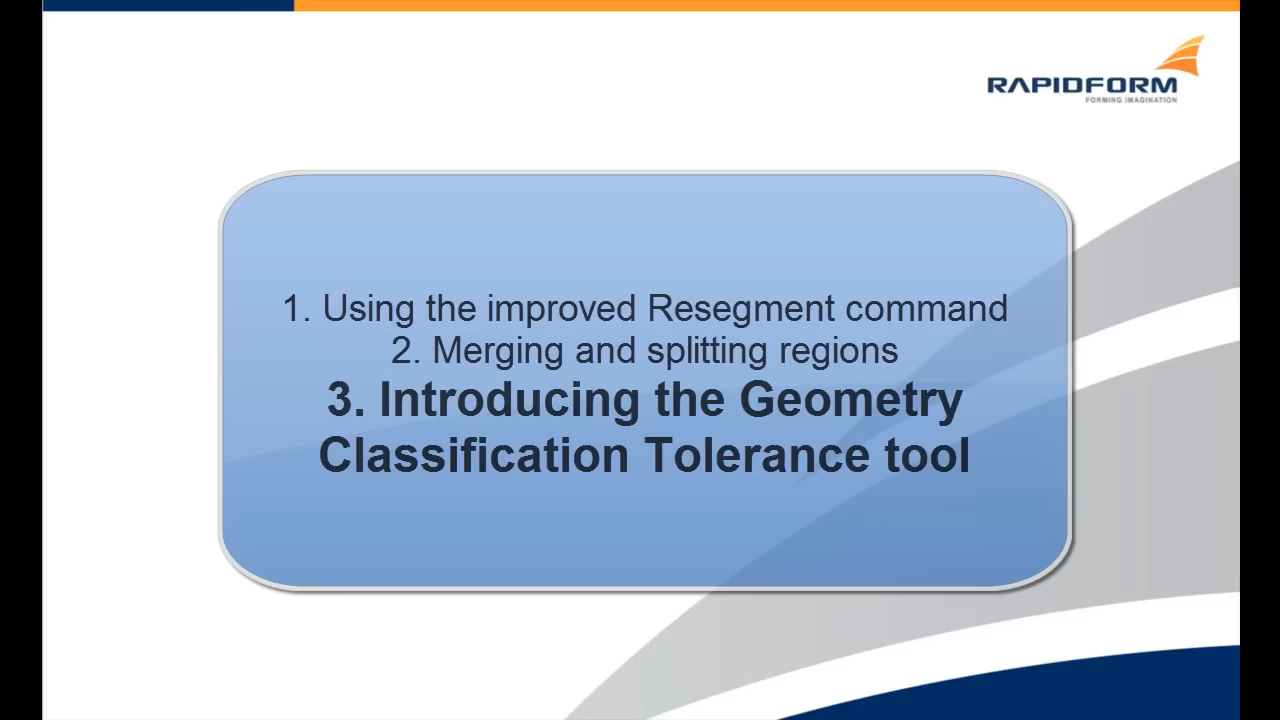 RAPIDFORM
FORMING IMAGINATION
1. Using the improved Resegment command
2. Merging and splitting regions
3. Introducing the Geometry
Classification Tolerance tool